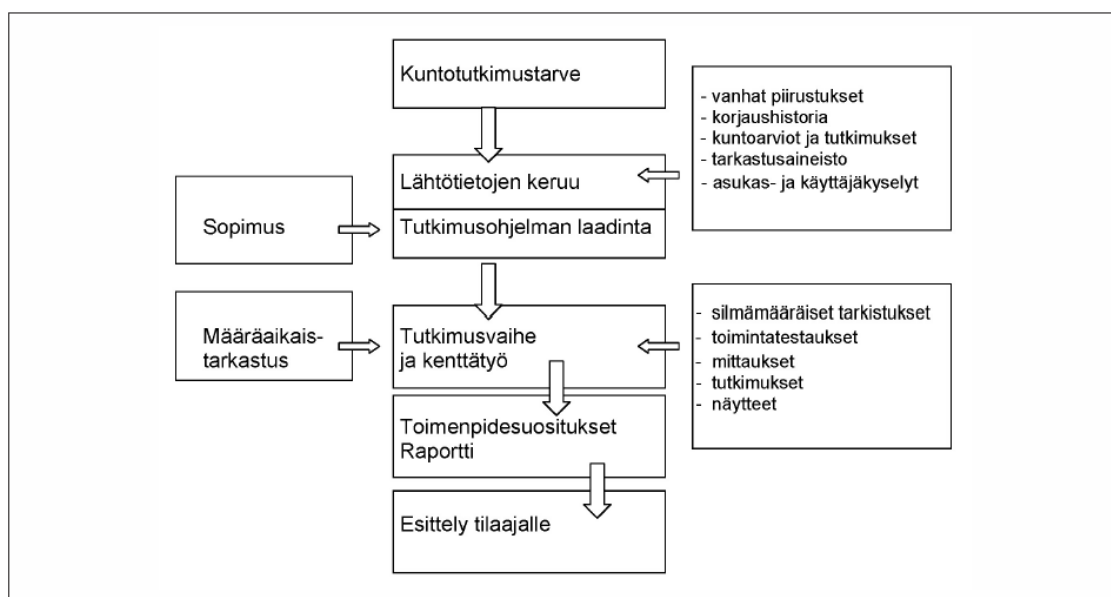 Kuntotutkimustarve
- vanhat piirustukset
- korjaushistoria
- kuntoarviot ja tutkimukset
- tarkastusaineisto
- asukas- ja käyttäjäkyselyt
Lähtötietojen keruu
Sopimus
Tutkimusohjelman laadinta
Määräaikais-
tarkastus
Tutkimusvaihe
ja kenttätyö
- silmämääräiset tarkistukset
- toimintatestaukset
- mittaukset
- tutkimukset
- näytteet
Toimenpidesuositukset
Raportti
Esittely tilaajalle